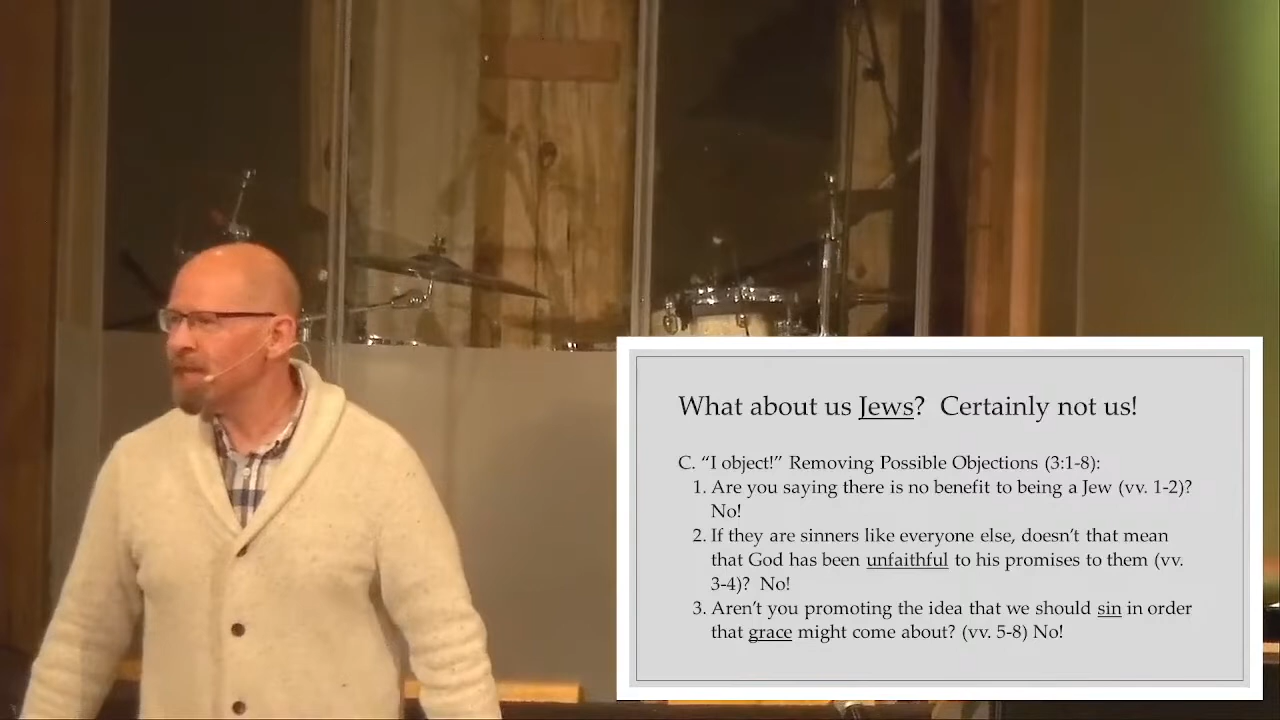 What about us Jews?  Certainly not us!
C. “I object!” Removing Possible Objections (3:1-8):
1. Are you saying there is no benefit to being a Jew (vv. 1-2)?
No!
2. If they are sinners like everyone else, doesn’t that mean
that God has been unfaithful to his promises to them (vv.
3-4)?  No!
3. Aren’t you promoting the idea that we should sin in order
that grace might come about? (vv. 5-8) No!